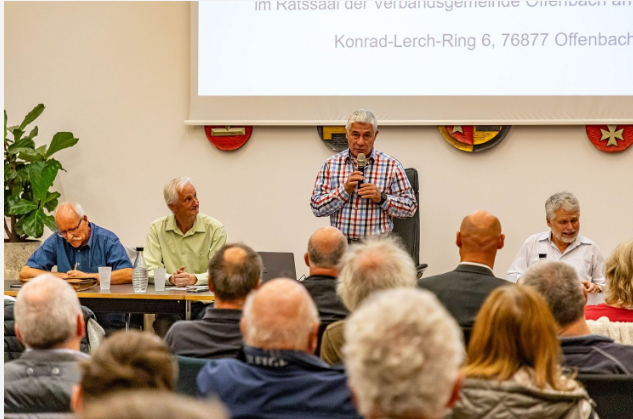 im Ratssaal der Verbandsgemeinde Offenbach an
Konrad-Lerch-Ring 6, 76877 Offenbach